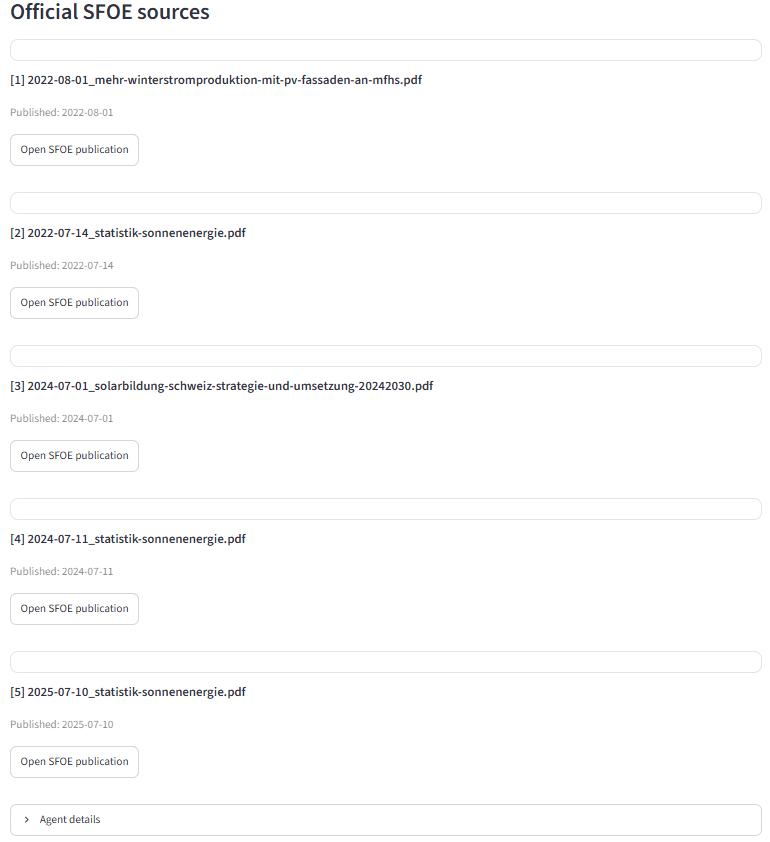 Official SFOE sources
[1] 2022-08-01_mehr-winterstromproduktion-mit-pv-fassaden-an-mfhs.pdf
Published: 2022-08-01
Open SFOE publication
[2] 2022-07-14_statistik-sonnenenergie.pdf
Published: 2022-07-14
Open SFOE publication
[3] 2024-07-01_solarbildung-schweiz-strategie-und-umsetzung-20242030.pdf
Published: 2024-07-01
Open SFOE publication
[4] 2024-07-11_statistik-sonnenenergie.pdf
Published: 2024-07-11
Open SFOE publication
[5] 2025-07-10_statistik-sonnenenergie.pdf
Published: 2025-07-10
Open SFOE publication
Agent details